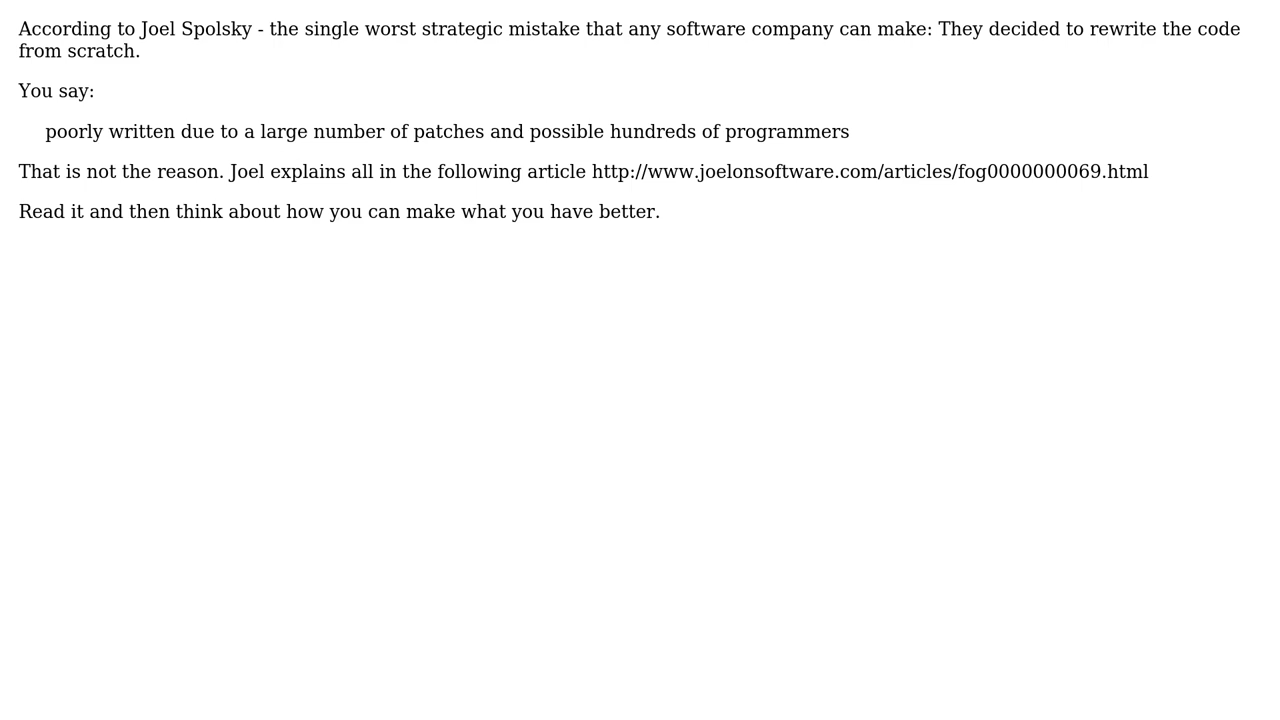 According to Joel Spolsky - the single worst strategic mistake that any software company can make: They decided to rewrite the code
from scratch.
You say:
poorly written due to a large number of patches and possible hundreds of programmers
That is not the reason. Joel explains all in the following article http://www.joelonsoftware.com/articles/fog0000000069.html
Read it and then think about how you can make what you have better.